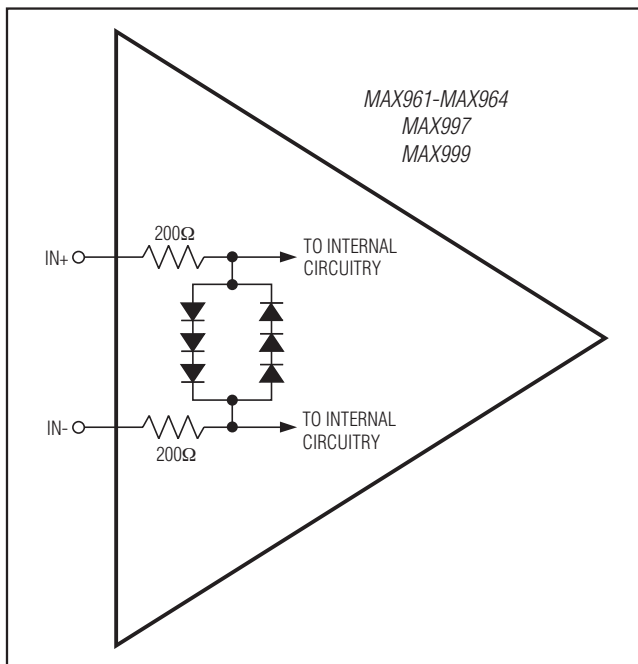 MAX961-MAX964
MAX997
MAX999
200Ω
IN+
TO INTERNAL
CIRCUITRY
IN-
TO INTERNAL
CIRCUITRY
200Ω